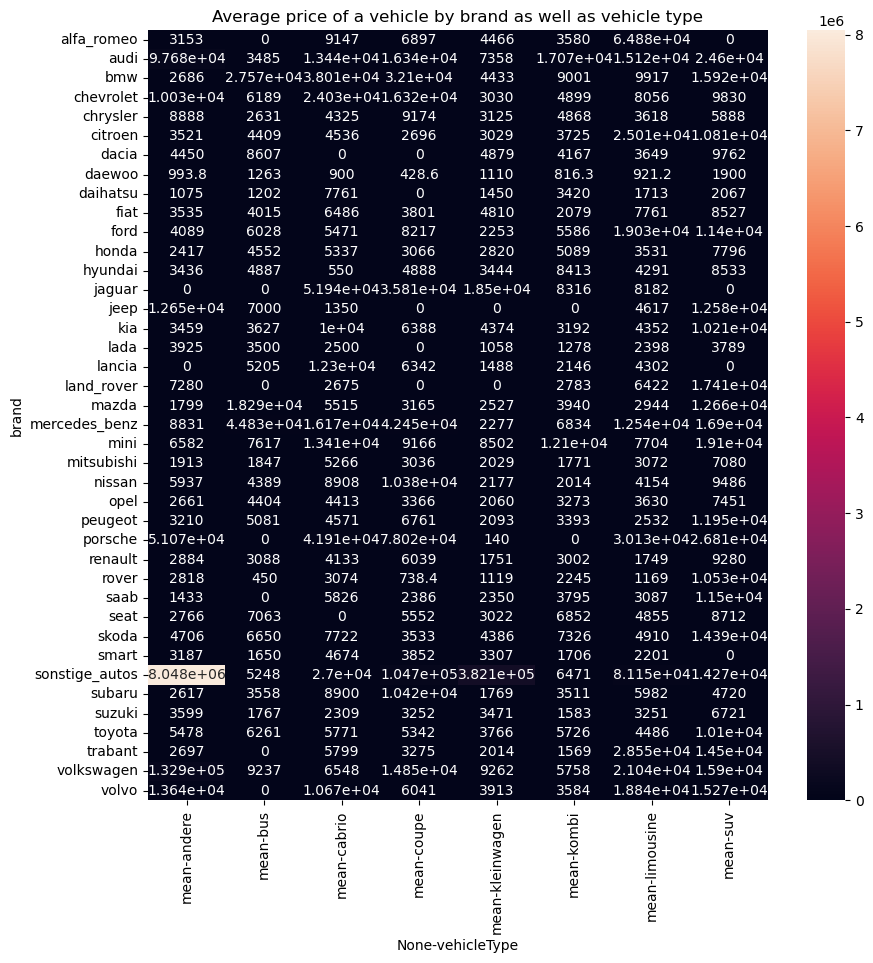 Average price of a vehicle by brand as well as vehicle type
1e6
alfa_romeo 3153 0 9147 6897 4466 3580 6.488e+04 0
audi 9.768e+04 3485 1.344e+04 1.634e+04 7358 1.707e+04 1.512e+04 2.46e+04
bmw 2686 2.757e+04 3.801e+04 3.21e+04 4433 9001 9917 1.592e+04
chevrolet 1.003e+04 6189 2.403e+04 1.632e+04 3030 4899 8056 9830
chrysler 8888 2631 4325 9174 3125 4868 3618 5888
citroen 3521 4409 4536 2696 3029 3725 2.501e+04 1.081e+04
dacia 4450 8607 0 0 4879 4167 3649 9762
daewoo 993.8 1263 900 428.6 1110 816.3 921.2 1900
daihatsu 1075 1202 7761 0 1450 3420 1713 2067
fiat 3535 4015 6486 3801 4810 2079 7761 8527
ford 4089 6028 5471 8217 2253 5586 1.903e+04 1.14e+04
honda 2417 4552 5337 3066 2820 5089 3531 7796
hyundai 3436 4887 550 4888 3444 8413 4291 8533
jaguar 0 0 5.194e+04 3.581e+04 1.85e+04 8316 8182 0
jeep 1.265e+04 7000 1350 0 0 0 4617 1.258e+04
kia 3459 3627 1e+04 6388 4374 3192 4352 1.021e+04
lada 3925 3500 2500 0 1058 1278 2398 3789
lancia 0 5205 1.23e+04 6342 1488 2146 4302 0
land_rover 7280 0 2675 0 0 2783 6422 1.741e+04
mazda 1799 1.829e+04 5515 3165 2527 3940 2944 1.266e+04
mercedes_benz 8831 4.483e+04 1.617e+04 4.245e+04 2277 6834 1.254e+04 1.69e+04
mini 6582 7617 1.341e+04 9166 8502 1.21e+04 7704 1.91e+04
mitsubishi 1913 1847 5266 3036 2029 1771 3072 7080
nissan 5937 4389 8908 1.038e+04 2177 2014 4154 9486
opel 2661 4404 4413 3366 2060 3273 3630 7451
peugeot 3210 5081 4571 6761 2093 3393 2532 1.195e+04
porsche 5.107e+04 0 4.191e+04 7.802e+04 140 0 3.013e+04 2.681e+04
renault 2884 3088 4133 6039 1751 3002 1749 9280
rover 2818 450 3074 738.4 1119 2245 1169 1.053e+04
saab 1433 0 5826 2386 2350 3795 3087 1.15e+04
seat 2766 7063 0 5552 3022 6852 4855 8712
skoda 4706 6650 7722 3533 4386 7326 4910 1.439e+04
smart 3187 1650 4674 3852 3307 1706 2201 0
sonstige_autos 8.048e+06 5248 2.7e+04 1.047e+05 3.821e+05 6471 8.115e+04 1.427e+04
subaru 2617 3558 8900 1.042e+04 1769 3511 5982 4720
suzuki 3599 1767 2309 3252 3471 1583 3251 6721
toyota 5478 6261 5771 5342 3766 5726 4486 1.01e+04
trabant 2697 0 5799 3275 2014 1569 2.855e+04 1.45e+04
volkswagen 1.329e+05 9237 6548 1.485e+04 9262 5758 2.104e+04 1.59e+04
volvo 1.364e+04 0 1.067e+04 6041 3913 3584 1.884e+04 1.527e+04
brand
mean-andere
mean-bus
mean-cabrio
mean-coupe
mean-kleinwagen
mean-kombi
mean-limousine
mean-suv
None-vehicleType
8
7
6
5
4
3
2
1
0